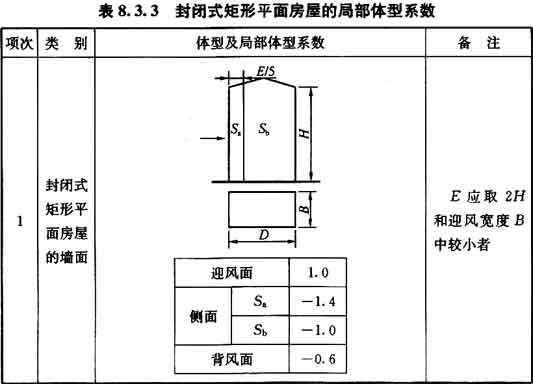 表 8.3.3 封闭式矩形平面房屋的局部体型系数
项次 类 别 体型及局部体型系数 备 注
1
封闭式
矩形平
面房屋
的墙面
E/5
Sa Sb H
B
D
迎风面 1.0
侧面 Sa −1.4
Sb −1.0
背风面 −0.6
E 应取 2H
和迎风宽度 B
中较小者